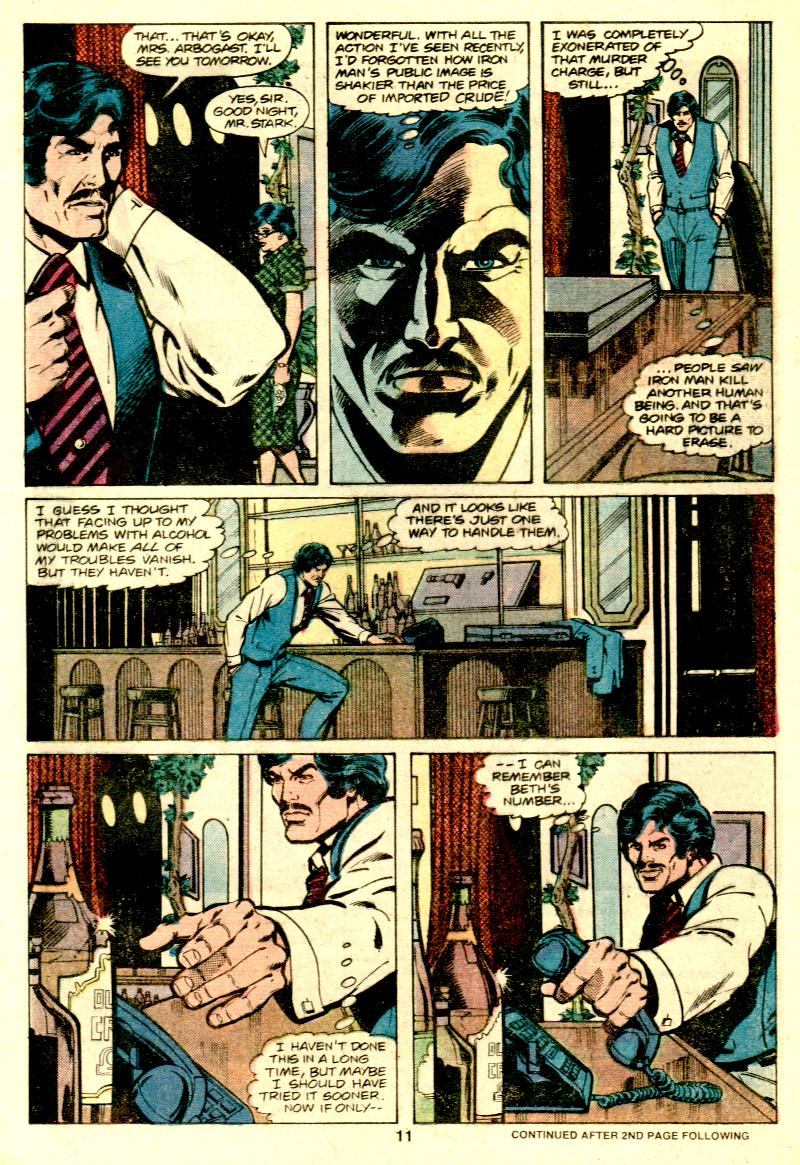 THAT... THAT'S OKAY,
MRS. ARBOGAST. I'LL
SEE YOU TOMORROW.
YES, SIR.
GOOD NIGHT,
MR. STARK.
WONDERFUL. WITH ALL THE
ACTION I'VE SEEN RECENTLY,
I'D FORGOTTEN HOW IRON
MAN'S PUBLIC IMAGE IS
SHAKIER THAN THE PRICE
OF IMPORTED CRUDE!
I WAS COMPLETELY
EXONERATED OF
THAT MURDER
CHARGE, BUT
STILL...
...PEOPLE SAW
IRON MAN KILL
ANOTHER HUMAN
BEING. AND THAT'S
GOING TO BE A
HARD PICTURE TO
ERASE.
I GUESS I THOUGHT
THAT FACING UP TO MY
PROBLEMS WITH ALCOHOL
WOULD MAKE ALL OF
MY TROUBLES VANISH.
BUT THEY HAVEN'T.
AND IT LOOKS LIKE
THERE'S JUST ONE
WAY TO HANDLE THEM.
I HAVEN'T DONE
THIS IN A LONG
TIME, BUT MAYBE
I SHOULD HAVE
TRIED IT SOONER.
NOW IF ONLY--
-- I CAN
REMEMBER
BETH'S
NUMBER...
11
CONTINUED AFTER 2ND PAGE FOLLOWING